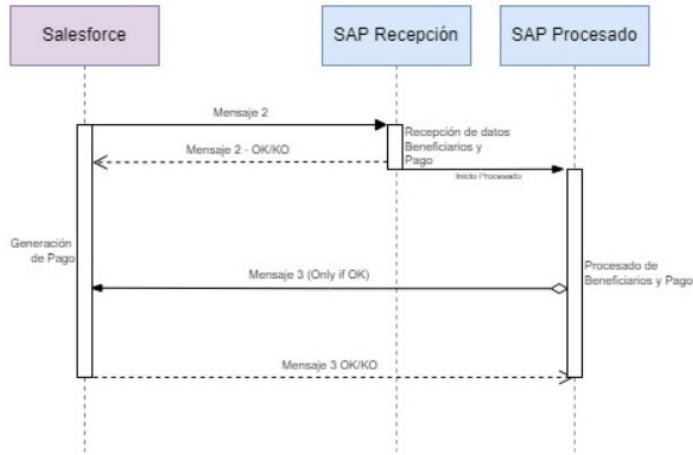 Salesforce
SAP Recepción
SAP Procesado
Mensaje 2
Recepción de datos
Beneficiarios y
Pago
Mensaje 2 - OK/KO
Inicio Procesado
Generación
de Pago
Mensaje 3 (Only if OK)
Procesado de
Beneficiarios y Pago
Mensaje 3 OK/KO